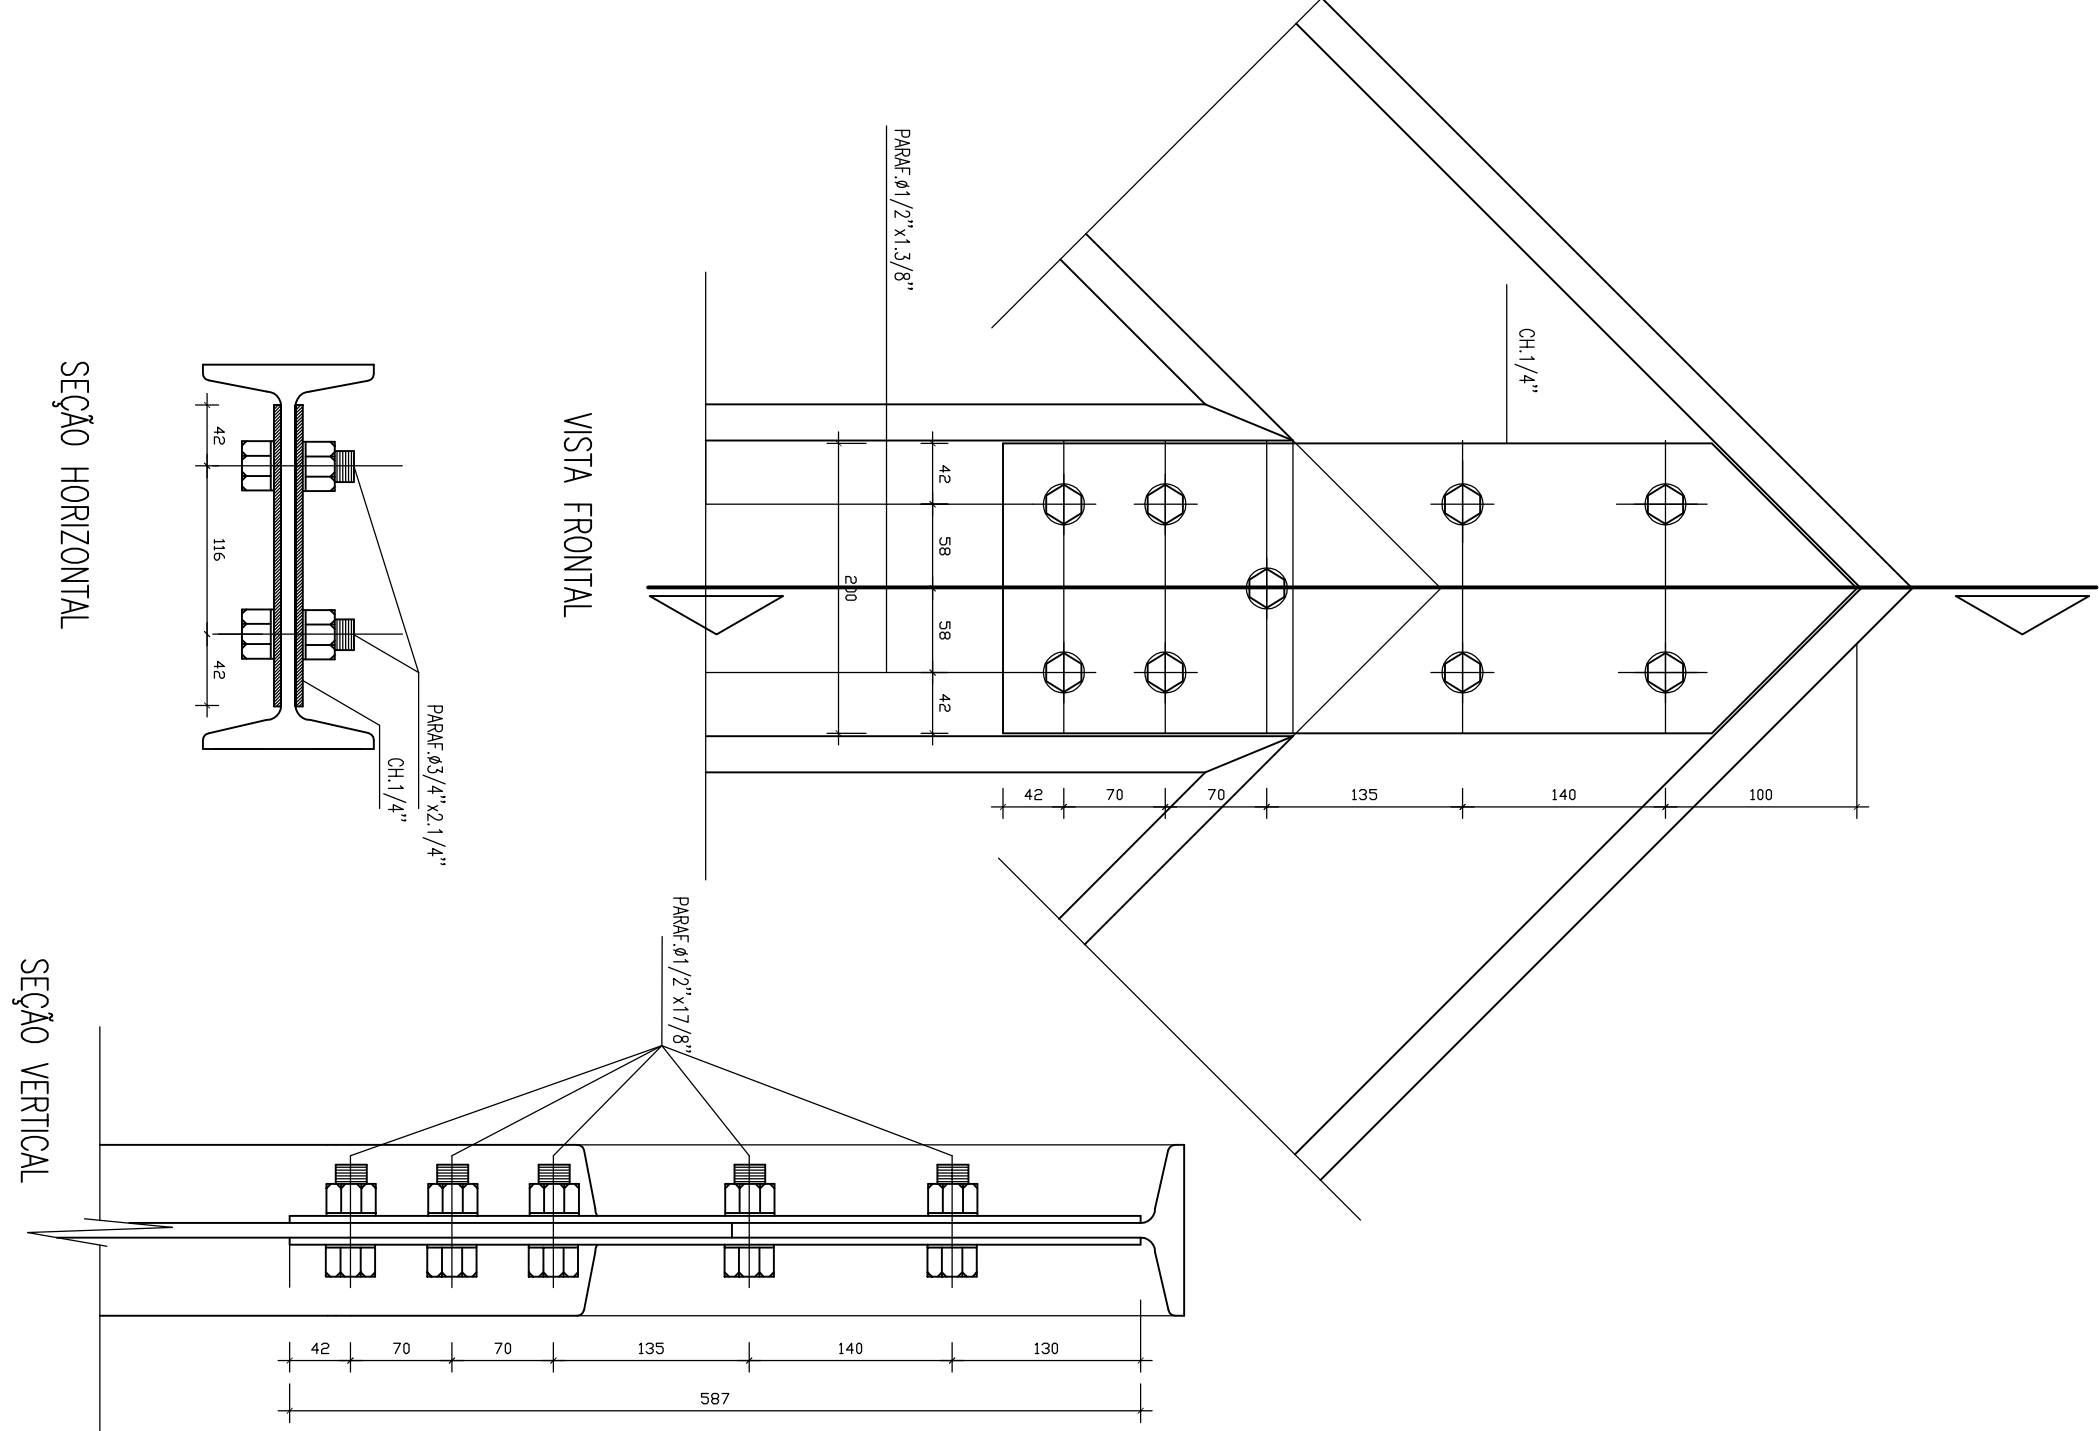 PARAF.ø1/2"x1.3/8"
CH.1/4"
42
58
58
42
200
42
70
70
135
140
100
VISTA FRONTAL
42
116
42
PARAF.ø3/4"x2.1/4"
CH.1/4"
SEÇÃO HORIZONTAL
PARAF.ø1/2"x17/8"
42
70
70
135
140
130
587
SEÇÃO VERTICAL